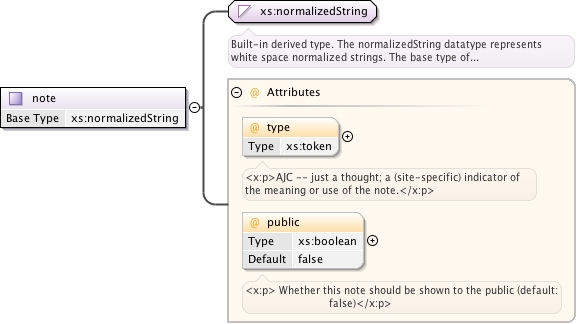 xs:normalizedString
Built-in derived type. The normalizedString datatype represents
white space normalized strings. The base type of...
note
Base Type xs:normalizedString
@ Attributes
@ type
Type xs:token
<x:p>AJC -- just a thought; a (site-specific) indicator of
the meaning or use of the note.</x:p>
@ public
Type xs:boolean
Default false
<x:p> Whether this note should be shown to the public (default:
false)</x:p>